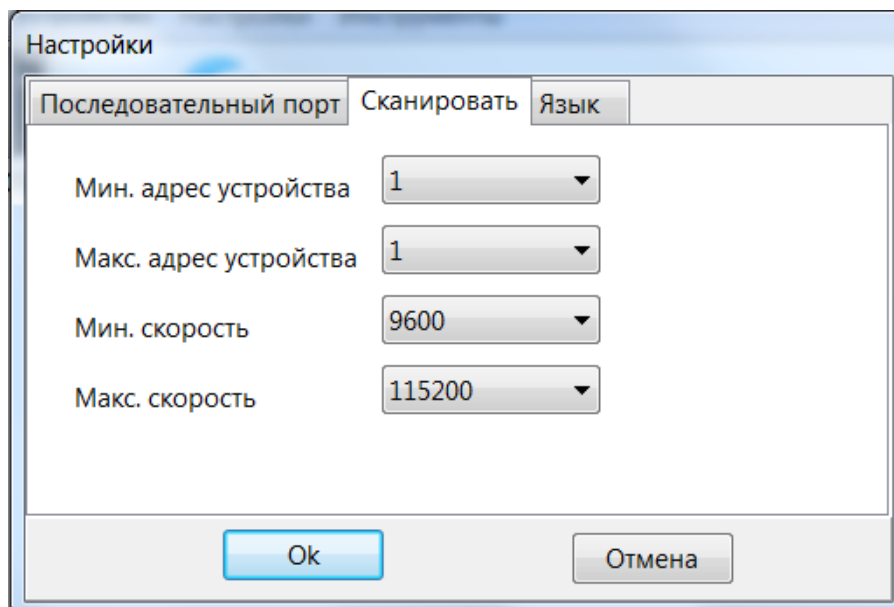 Настройки
Последовательный порт Сканировать Язык
Мин. адрес устройства 1
Макс. адрес устройства 1
Мин. скорость 9600
Макс. скорость 115200
Ok Отмена